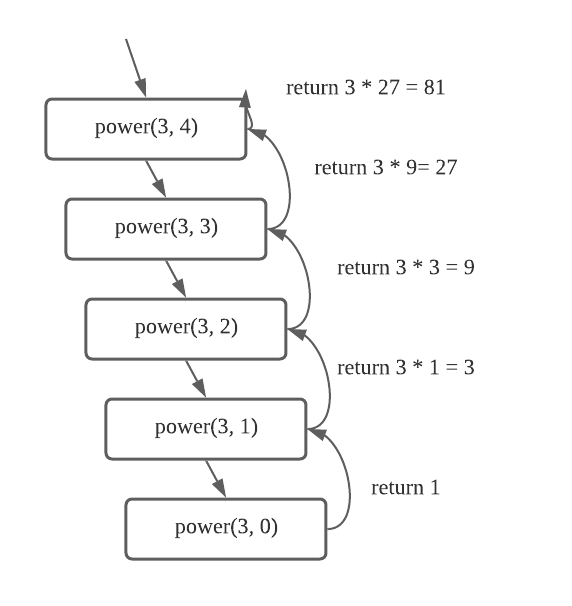 return 3 * 27 = 81
power(3, 4)
return 3 * 9= 27
power(3, 3)
return 3 * 3 = 9
power(3, 2)
return 3 * 1 = 3
power(3, 1)
return 1
power(3, 0)